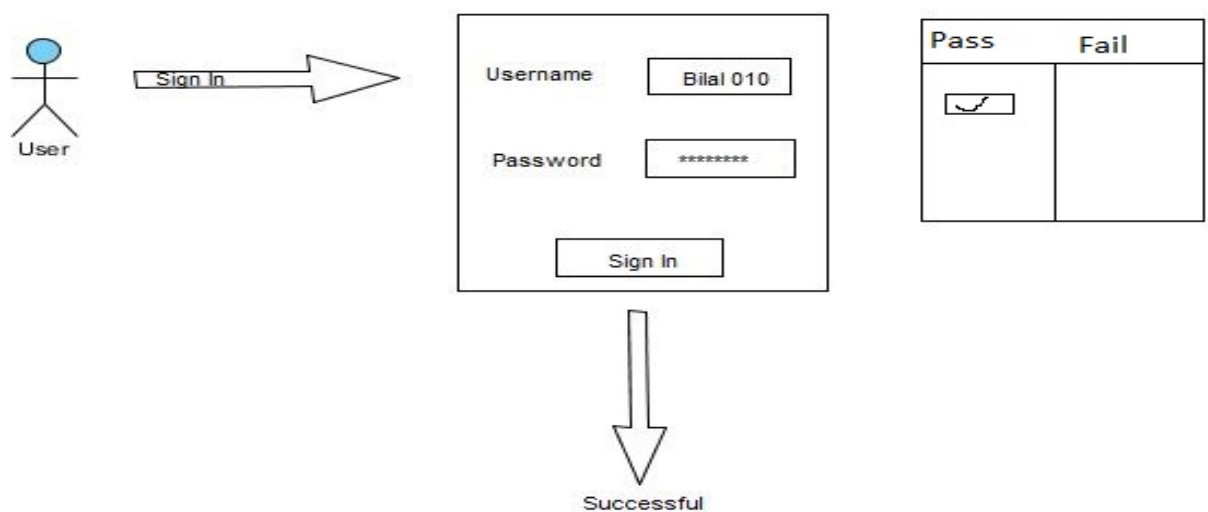 User
Sign In
Username
Bilal 010
Password
********
Sign In
Successful
Pass Fail